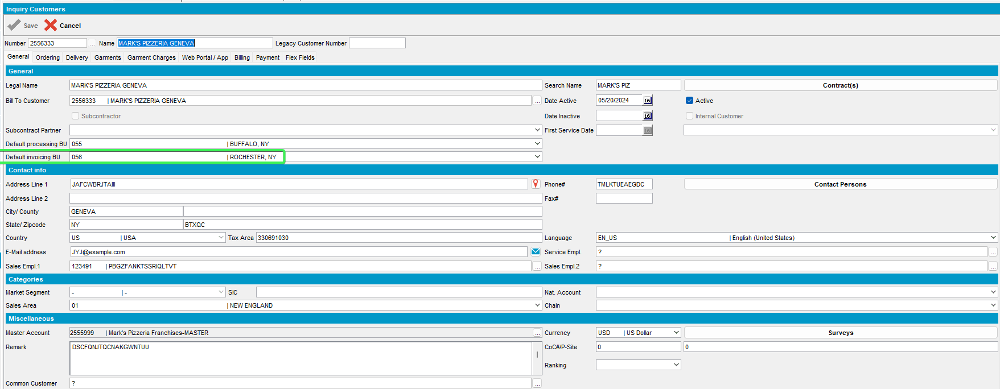 Inquiry Customers
Save Cancel
Number 2556333 ... Name MARK'S PIZZERIA GENEVA Legacy Customer Number
General Ordering Delivery Garments Garment Charges Web Portal / App Billing Payment Flex Fields
General
Legal Name MARK'S PIZZERIA GENEVA Search Name MARK'S PIZ Contract(s)
Bill To Customer 2556333 | MARK'S PIZZERIA GENEVA ... Date Active 05/20/2024 16 Active
Subcontractor Date Inactive 16 Internal Customer
Subcontract Partner First Service Date 16
Default processing BU 055 | BUFFALO, NY
Default invoicing BU 056 | ROCHESTER, NY
Contact info
Address Line 1 JAFCWBRJTAIII Phone# TMLKTUEAEGDC Contact Persons
Address Line 2 Fax#
City/ County GENEVA
State/ Zipcode NY BTXQC
Country US | USA Tax Area 330691030 Language EN_US | English (United States)
E-Mail address JYJ@example.com Service Empl. ? ...
Sales Empl.1 123491 | PBGZFANKTSSRIQLTVT ... Sales Empl.2 ? ...
Categories
Market Segment - | - SIC Nat. Account
Sales Area 01 | NEW ENGLAND Chain
Miscellaneous
Master Account 2555999 | Mark's Pizzeria Franchises-MASTER ... Currency USD | US Dollar Surveys
Remark DSCFQNJTQCNAKGWNTUU CoC#/P-Site 0 0
Ranking
Common Customer ? ...